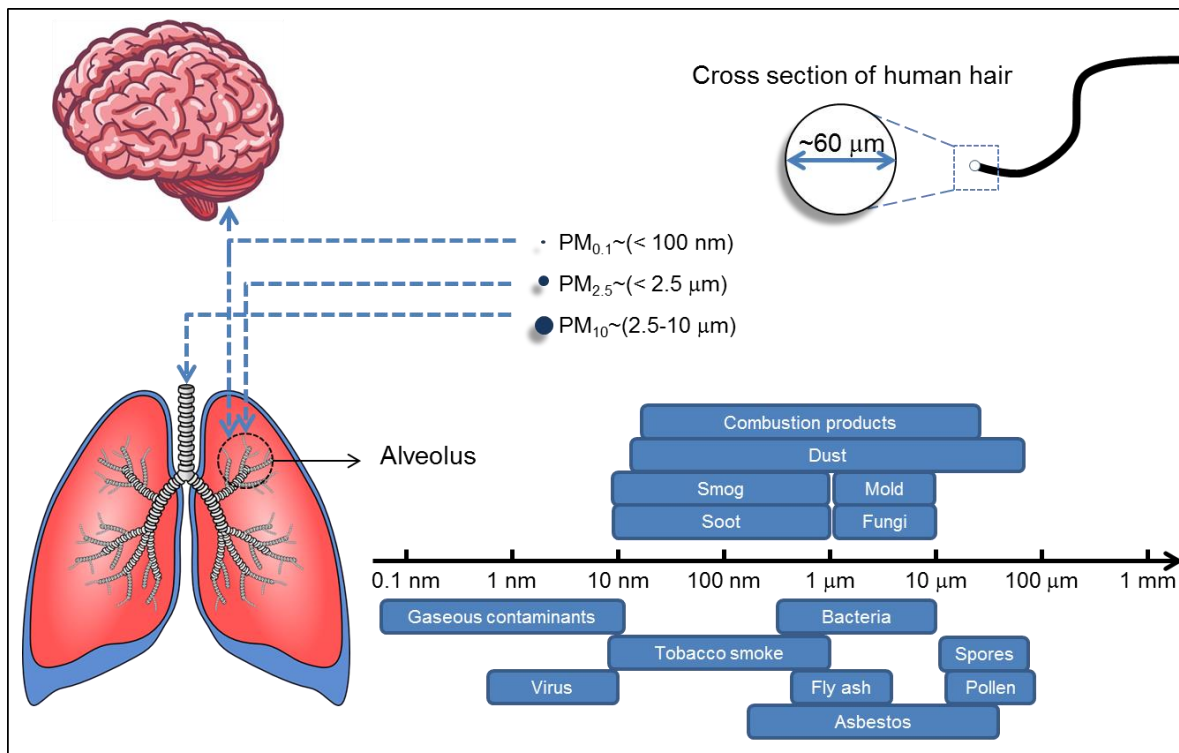 Cross section of human hair
~60 μm
PM₀.₁~(< 100 nm)
PM₂.₅~(< 2.5 μm)
PM₁₀~(2.5-10 μm)
Alveolus
Combustion products
Dust
Smog
Mold
Soot
Fungi
0.1 nm 1 nm 10 nm 100 nm 1 μm 10 μm 100 μm 1 mm
Gaseous contaminants
Bacteria
Tobacco smoke
Spores
Virus
Fly ash
Pollen
Asbestos